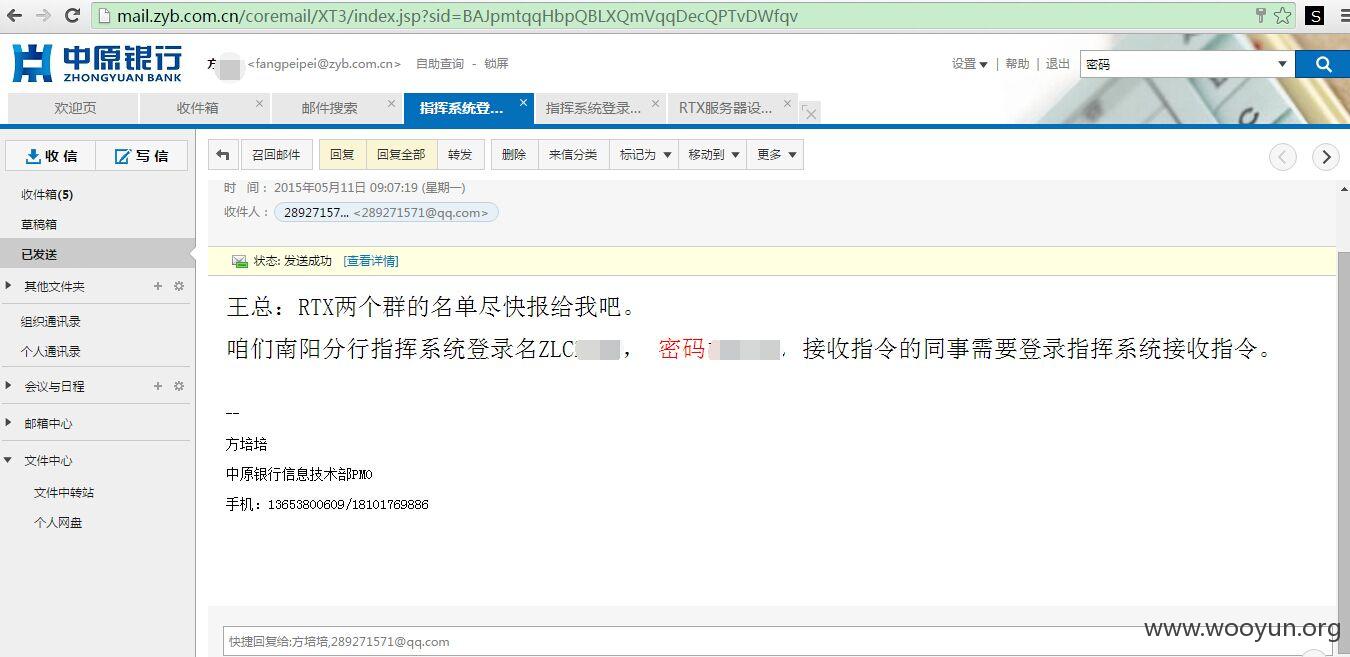 mail.zyb.com.cn/coremail/XT3/index.jsp?sid=BAJpmtqqHbpQBLXQmVqqDecQPTvDWfqv
中原银行
ZHONGYUAN BANK
方 <fangpeipei@zyb.com.cn> 自助查询 - 锁屏
设置 | 帮助 | 退出
密码
欢迎页 收件箱 邮件搜索 指挥系统登... 指挥系统登录... RTX服务器设...
收信 写信
召回邮件 回复 回复全部 转发 删除 来信分类 标记为 移动到 更多
收件箱(5)
草稿箱
已发送
其他文件夹
组织通讯录
个人通讯录
会议与日程
邮箱中心
文件中心
文件中转站
个人网盘
时 间： 2015年05月11日 09:07:19 (星期一)
收件人： 28927157... <289271571@qq.com>
状态: 发送成功 [查看详情]
王总：RTX两个群的名单尽快报给我吧。
咱们南阳分行指挥系统登录名ZLC ， 密码 ，接收指令的同事需要登录指挥系统接收指令。
--
方培培
中原银行信息技术部PMO
手机：13653800609/18101769886
快捷回复给:方培培,289271571@qq.com
www.wooyun.org